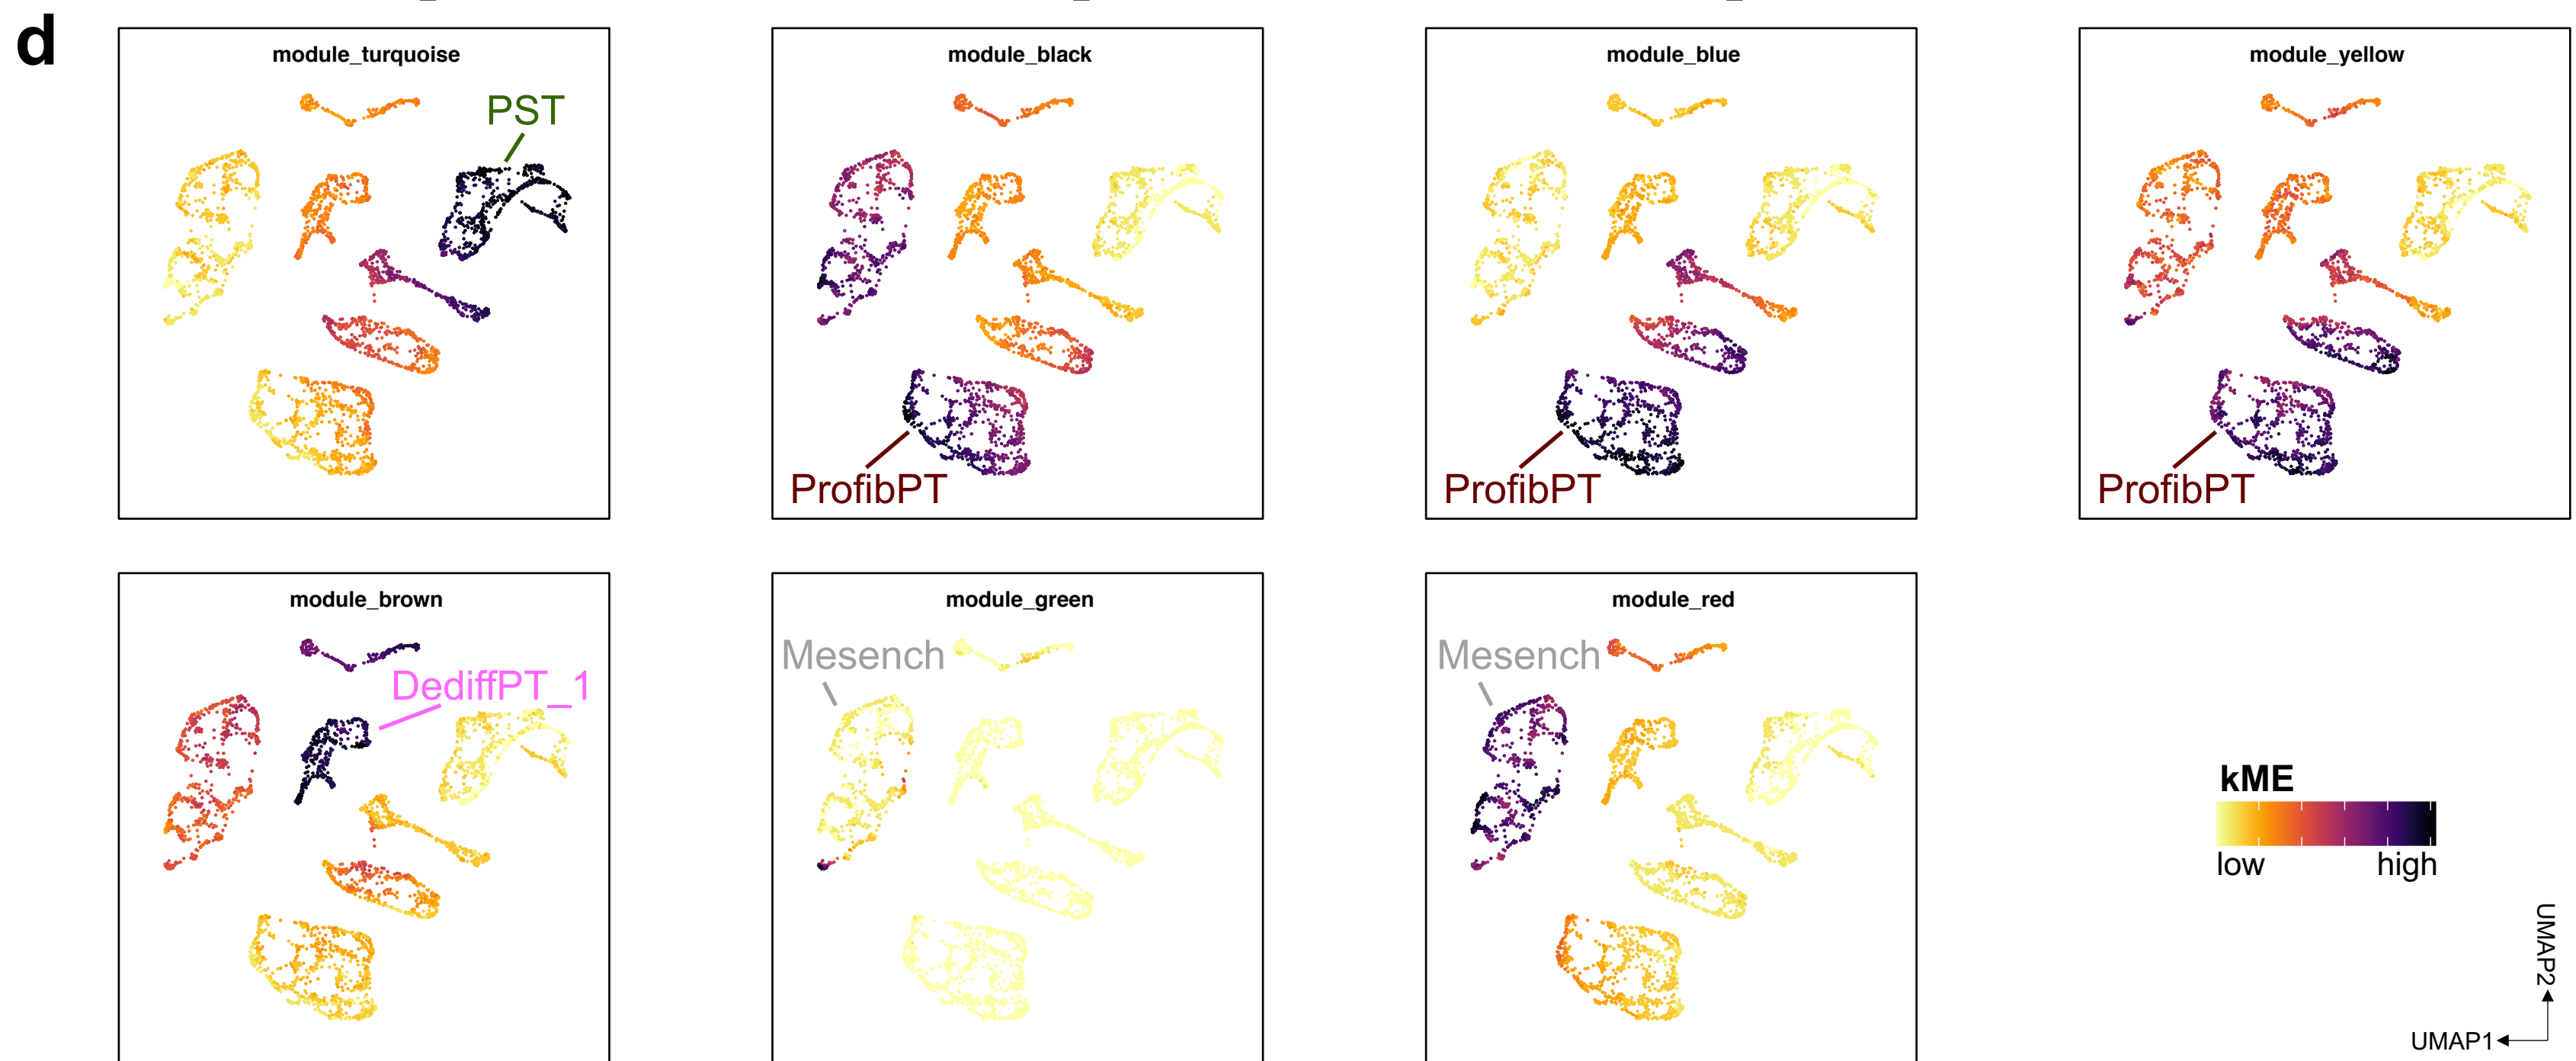 d
module_turquoise
PST
module_black
ProfibPT
module_blue
ProfibPT
module_yellow
ProfibPT
module_brown
DediffPT_1
module_green
Mesench
module_red
Mesench
kME
low high
UMAP2
UMAP1